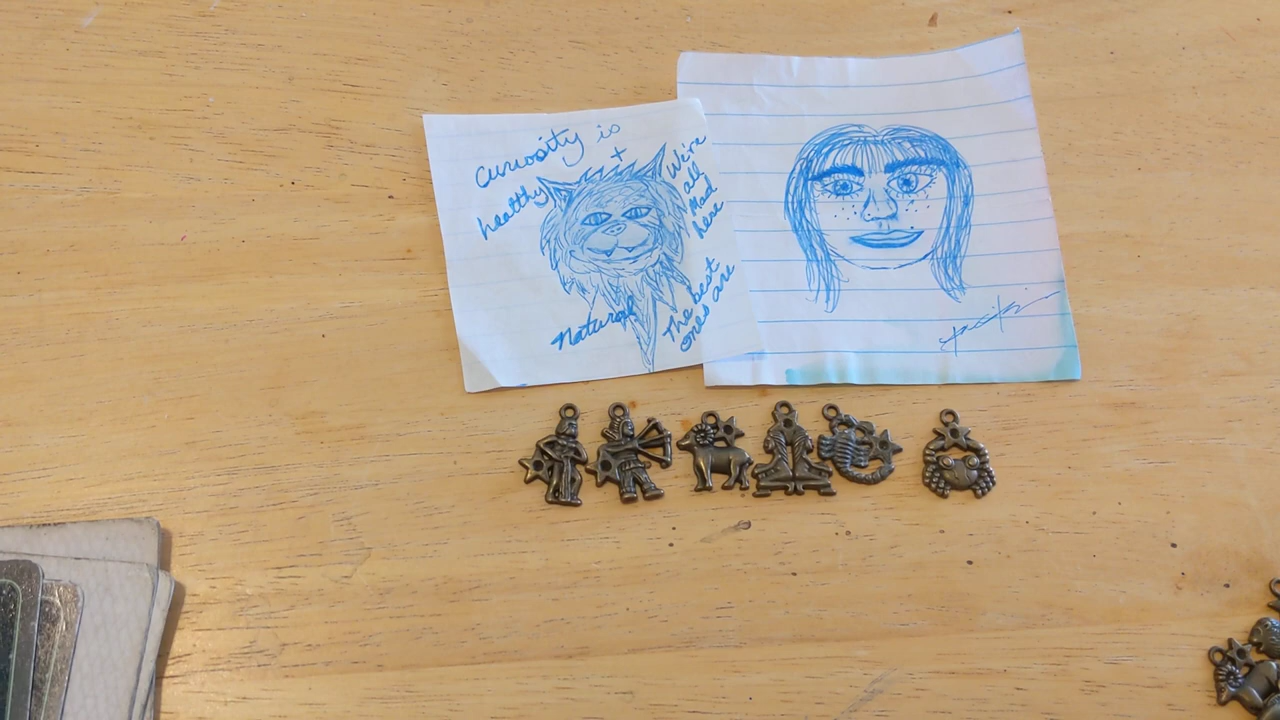 curiosity is
healthy +
Natural
We're
all
Mad
here
The best
ones are